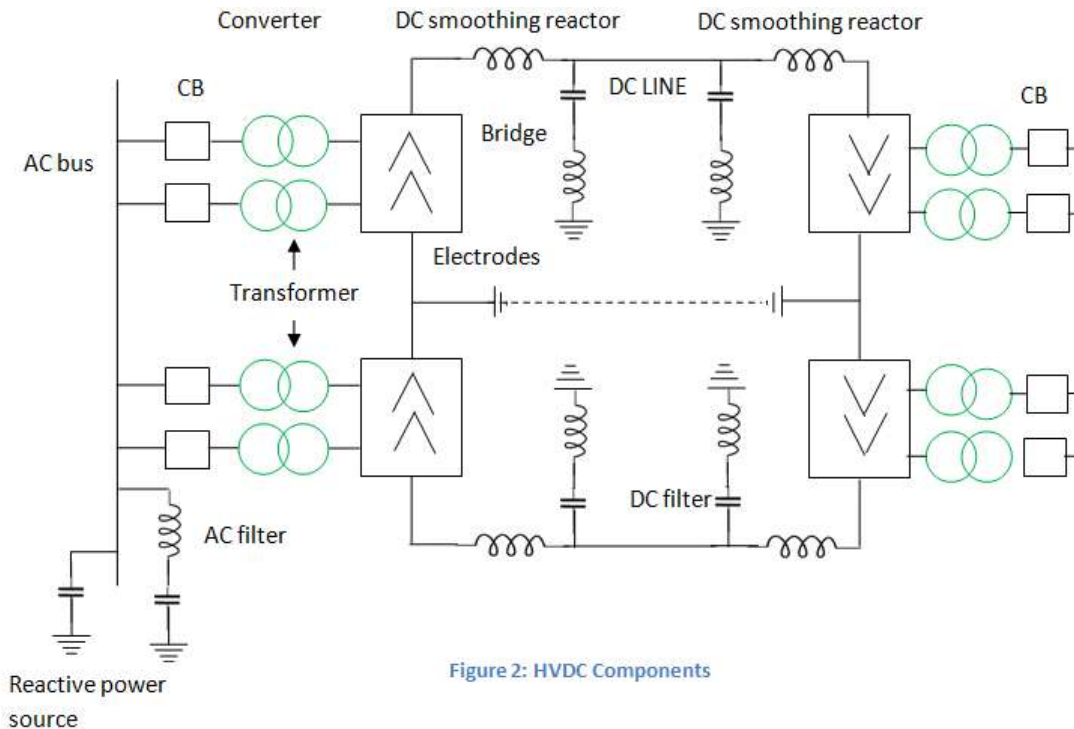 Converter
DC smoothing reactor
DC smoothing reactor
CB
DC LINE
CB
Bridge
AC bus
Electrodes
Transformer
DC filter
AC filter
Figure 2: HVDC Components
Reactive power
source